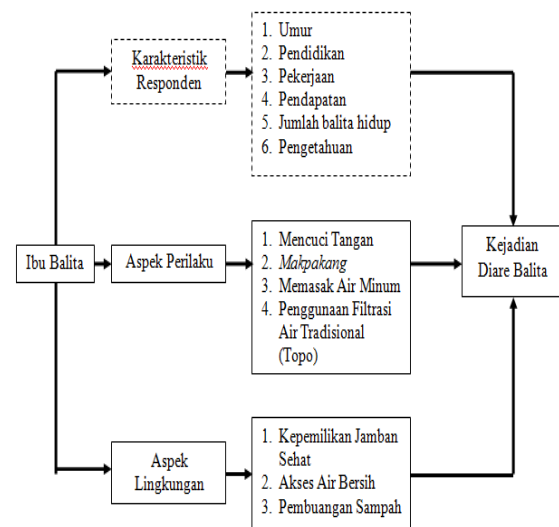 Karakteristik
Responden
1. Umur
2. Pendidikan
3. Pekerjaan
4. Pendapatan
5. Jumlah balita hidup
6. Pengetahuan
Ibu Balita
Aspek Perilaku
1. Mencuci Tangan
2. Makpakang
3. Memasak Air Minum
4. Penggunaan Filtrasi
Air Tradisional
(Topo)
Kejadian
Diare Balita
Aspek
Lingkungan
1. Kepemilikan Jamban
Sehat
2. Akses Air Bersih
3. Pembuangan Sampah